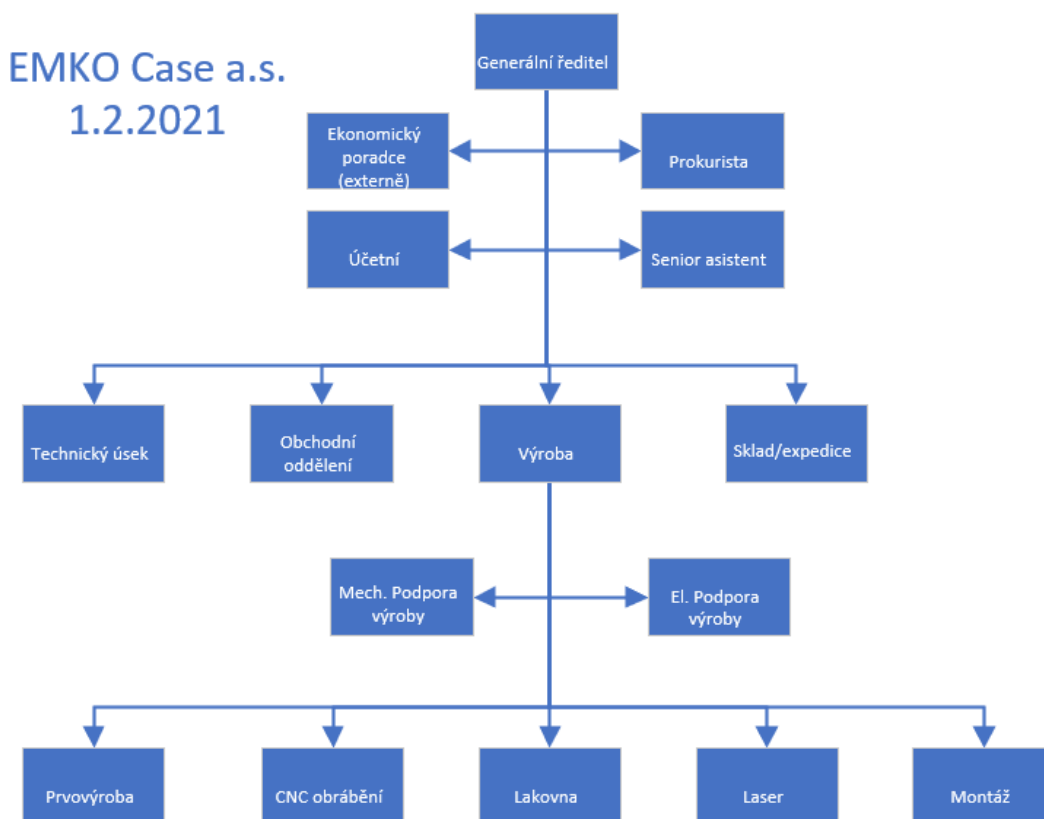 EMKO Case a.s.
1.2.2021
Generální ředitel
Ekonomický
poradce
(externě)
Prokurista
Účetní
Senior asistent
Technický úsek
Obchodní
oddělení
Výroba
Sklad/expedice
Mech. Podpora
výroby
El. Podpora
výroby
Prvovýroba
CNC obrábění
Lakovna
Laser
Montáž